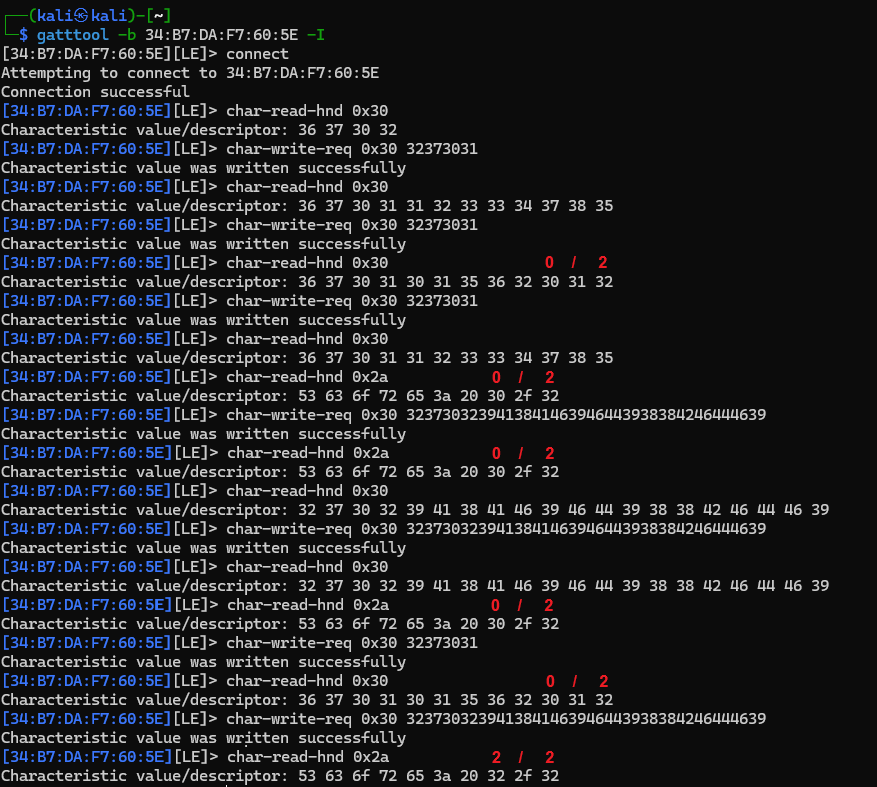 ┌──(kali㉿kali)-[~]
└─$ gatttool -b 34:B7:DA:F7:60:5E -I
[34:B7:DA:F7:60:5E][LE]> connect
Attempting to connect to 34:B7:DA:F7:60:5E
Connection successful
[34:B7:DA:F7:60:5E][LE]> char-read-hnd 0x30
Characteristic value/descriptor: 36 37 30 32
[34:B7:DA:F7:60:5E][LE]> char-write-req 0x30 32373031
Characteristic value was written successfully
[34:B7:DA:F7:60:5E][LE]> char-read-hnd 0x30
Characteristic value/descriptor: 36 37 30 31 31 32 33 33 34 37 38 35
[34:B7:DA:F7:60:5E][LE]> char-write-req 0x30 32373031
Characteristic value was written successfully
[34:B7:DA:F7:60:5E][LE]> char-read-hnd 0x30 0 / 2
Characteristic value/descriptor: 36 37 30 31 30 31 35 36 32 30 31 32
[34:B7:DA:F7:60:5E][LE]> char-write-req 0x30 32373031
Characteristic value was written successfully
[34:B7:DA:F7:60:5E][LE]> char-read-hnd 0x30
Characteristic value/descriptor: 36 37 30 31 31 32 33 33 34 37 38 35
[34:B7:DA:F7:60:5E][LE]> char-read-hnd 0x2a 0 / 2
Characteristic value/descriptor: 53 63 6f 72 65 3a 20 30 2f 32
[34:B7:DA:F7:60:5E][LE]> char-write-req 0x30 3237303239413841463946443938384246444639
Characteristic value was written successfully
[34:B7:DA:F7:60:5E][LE]> char-read-hnd 0x2a 0 / 2
Characteristic value/descriptor: 53 63 6f 72 65 3a 20 30 2f 32
[34:B7:DA:F7:60:5E][LE]> char-read-hnd 0x30
Characteristic value/descriptor: 32 37 30 32 39 41 38 41 46 39 46 44 39 38 38 42 46 44 46 39
[34:B7:DA:F7:60:5E][LE]> char-write-req 0x30 3237303239413841463946443938384246444639
Characteristic value was written successfully
[34:B7:DA:F7:60:5E][LE]> char-read-hnd 0x30
Characteristic value/descriptor: 32 37 30 32 39 41 38 41 46 39 46 44 39 38 38 42 46 44 46 39
[34:B7:DA:F7:60:5E][LE]> char-read-hnd 0x2a 0 / 2
Characteristic value/descriptor: 53 63 6f 72 65 3a 20 30 2f 32
[34:B7:DA:F7:60:5E][LE]> char-write-req 0x30 32373031
Characteristic value was written successfully
[34:B7:DA:F7:60:5E][LE]> char-read-hnd 0x30 0 / 2
Characteristic value/descriptor: 36 37 30 31 30 31 35 36 32 30 31 32
[34:B7:DA:F7:60:5E][LE]> char-write-req 0x30 3237303239413841463946443938384246444639
Characteristic value was written successfully
[34:B7:DA:F7:60:5E][LE]> char-read-hnd 0x2a 2 / 2
Characteristic value/descriptor: 53 63 6f 72 65 3a 20 32 2f 32